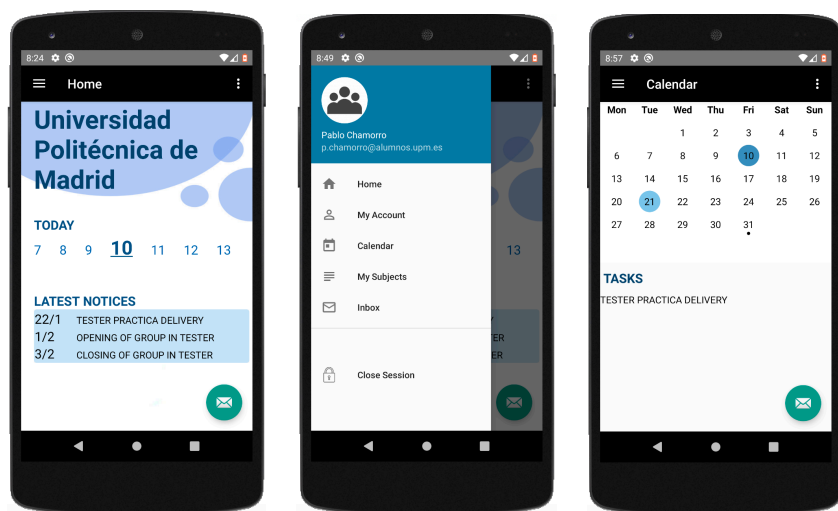 8:24
Home
Universidad
Politécnica de
Madrid
TODAY
7 8 9 10 11 12 13
LATEST NOTICES
22/1 TESTER PRACTICA DELIVERY
1/2 OPENING OF GROUP IN TESTER
3/2 CLOSING OF GROUP IN TESTER
8:49
Pablo Chamorro
p.chamorro@alumnos.upm.es
Home
My Account
Calendar
13
My Subjects
Inbox
ER
ER
Close Session
8:57
Calendar
Mon Tue Wed Thu Fri Sat Sun
1 2 3 4 5
6 7 8 9 10 11 12
13 14 15 16 17 18 19
20 21 22 23 24 25 26
27 28 29 30 31
TASKS
TESTER PRACTICA DELIVERY